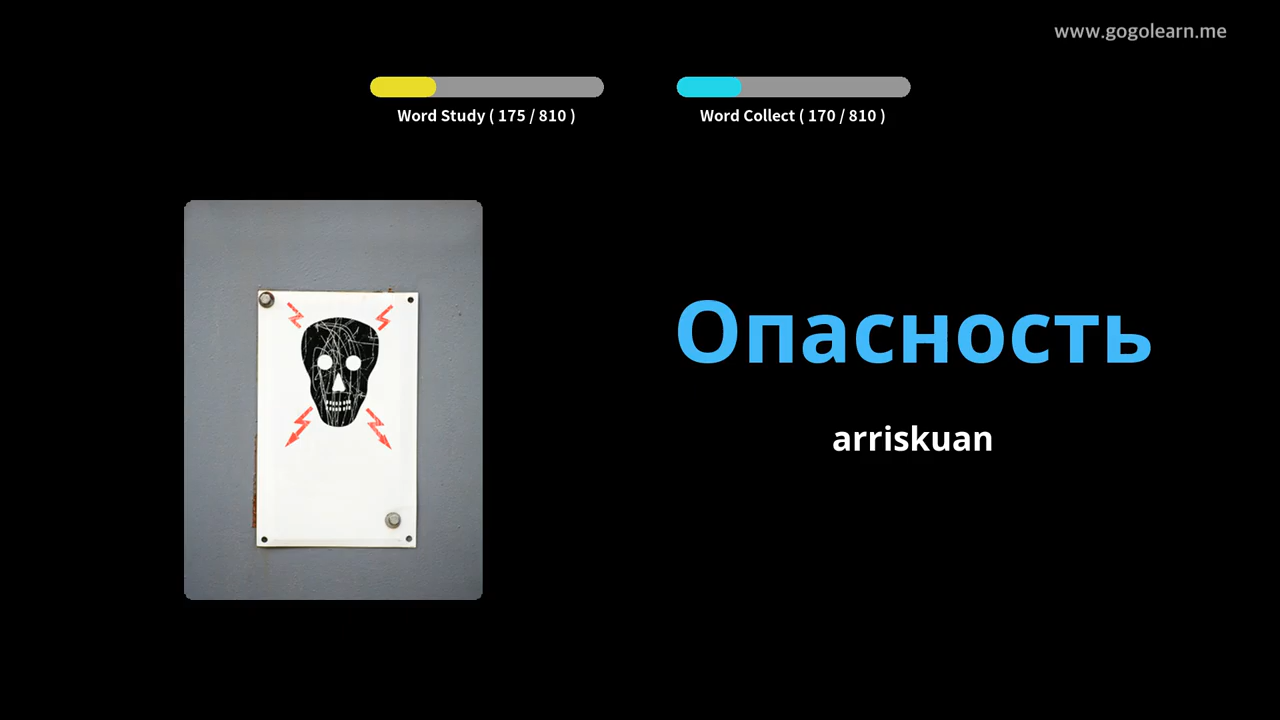 www.gogolearn.me
Word Study ( 175 / 810 )
Word Collect ( 170 / 810 )
Опасность
arriskuan